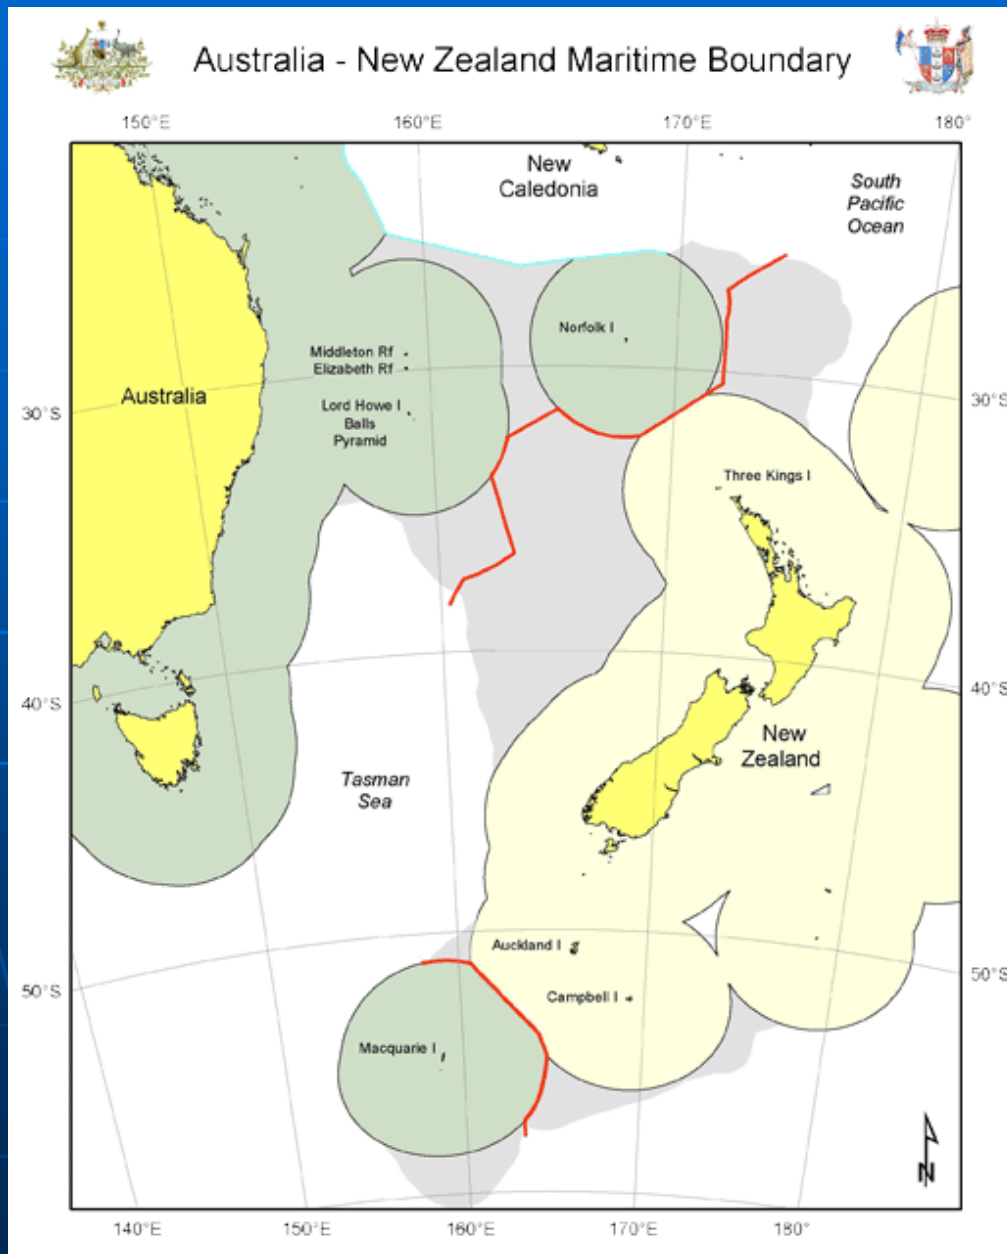 Australia - New Zealand Maritime Boundary
150°E
160°E
170°E
180°
New
Caledonia
South
Pacific
Ocean
Norfolk I
Middleton Rf
Elizabeth Rf
Australia
Lord Howe I
Balls
Pyramid
30°S
30°S
Three Kings I
40°S
40°S
New
Zealand
Tasman
Sea
Auckland I
50°S
50°S
Campbell I
Macquarie I
N
140°E
150°E
160°E
170°E
180°